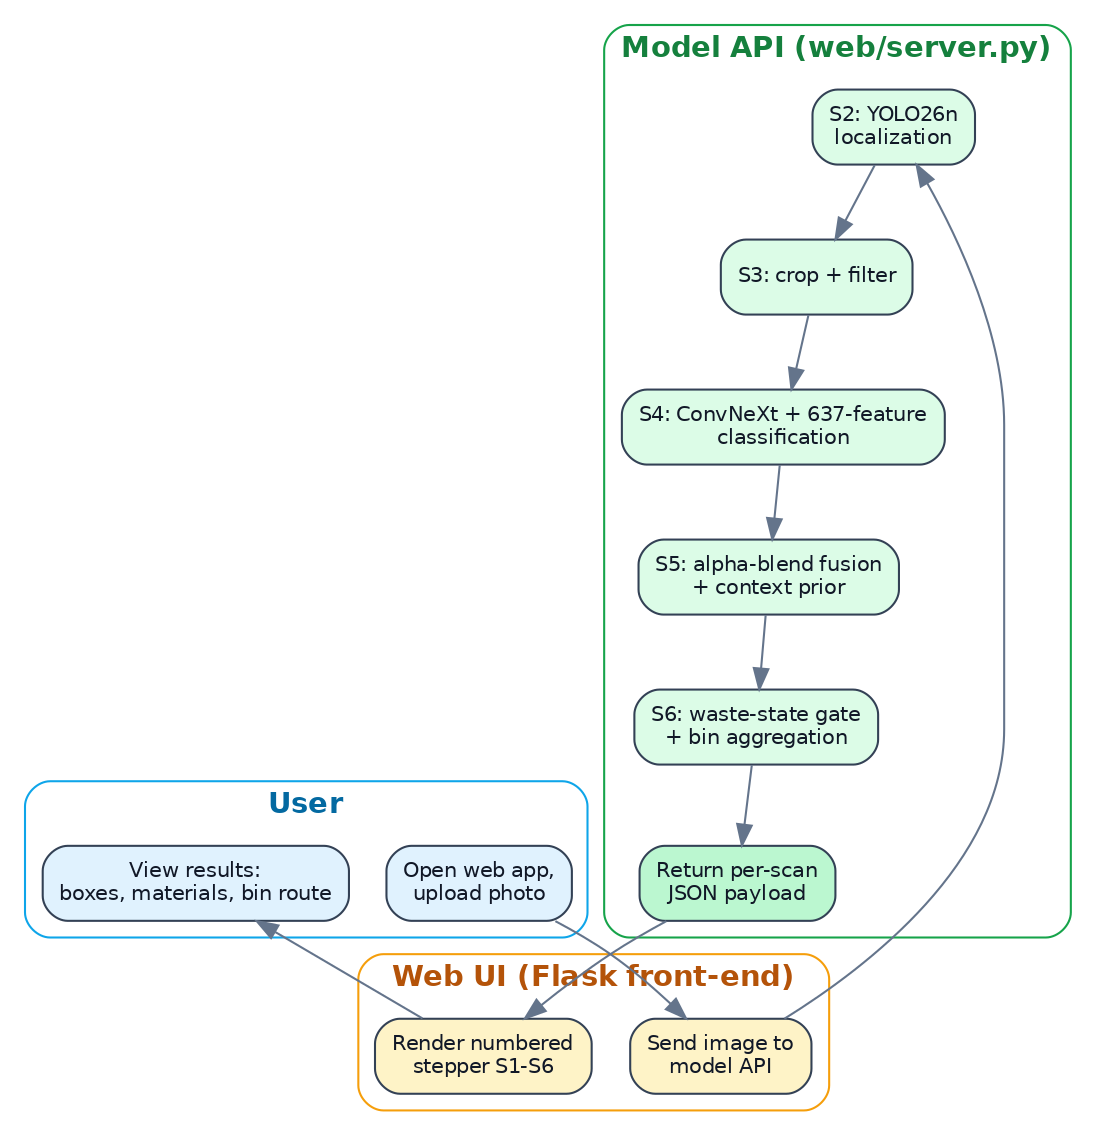 Model API (web/server.py)
S2: YOLO26n
localization
S3: crop + filter
S4: ConvNeXt + 637-feature
classification
S5: alpha-blend fusion
+ context prior
S6: waste-state gate
+ bin aggregation
Return per-scan
JSON payload
User
View results:
boxes, materials, bin route
Open web app,
upload photo
Web UI (Flask front-end)
Render numbered
stepper S1-S6
Send image to
model API